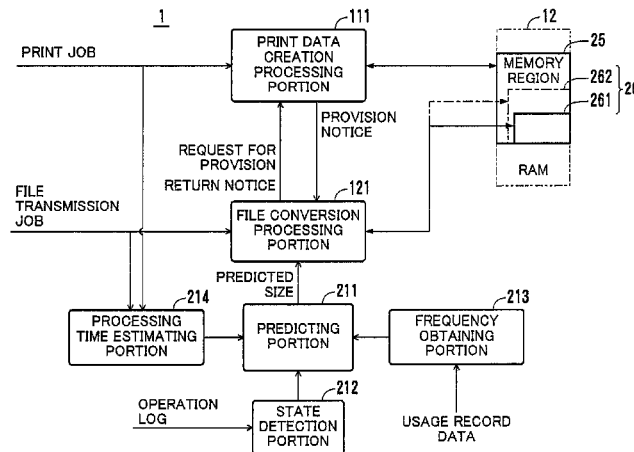 1
12
PRINT JOB
111
PRINT DATA
CREATION
PROCESSING
PORTION
25
MEMORY
REGION
262
261
26
RAM
REQUEST FOR
PROVISION
RETURN NOTICE
PROVISION
NOTICE
FILE
TRANSMISSION
JOB
121
FILE CONVERSION
PROCESSING
PORTION
PREDICTED
SIZE
214
PROCESSING
TIME ESTIMATING
PORTION
211
PREDICTING
PORTION
213
FREQUENCY
OBTAINING
PORTION
OPERATION
LOG
212
STATE
DETECTION
PORTION
USAGE RECORD
DATA